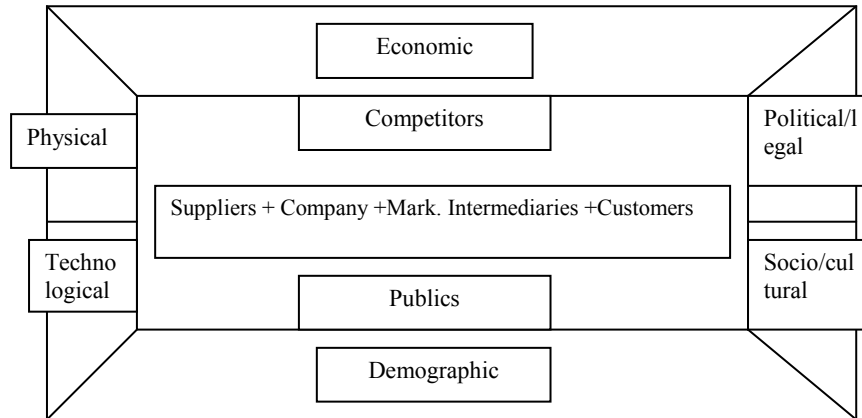 Economic
Competitors
Physical
Political/l
egal
Suppliers + Company +Mark. Intermediaries +Customers
Techno
logical
Socio/cul
tural
Publics
Demographic